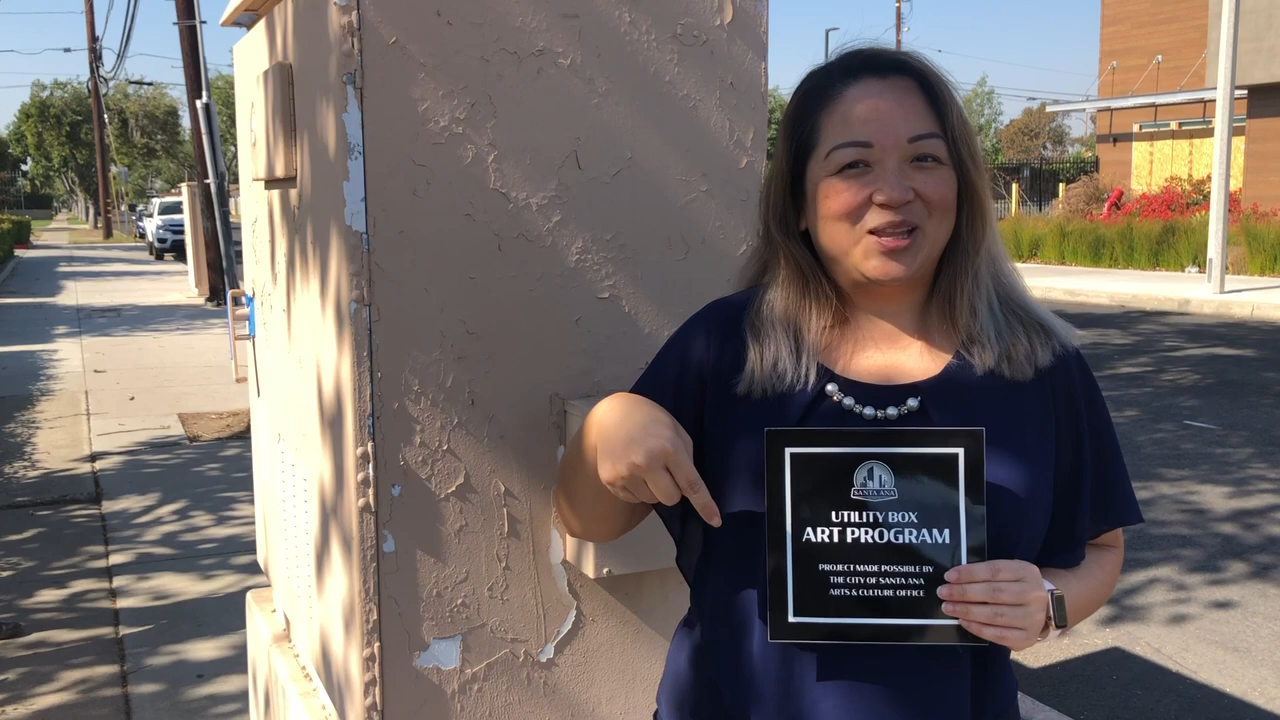 SANTA ANA
UTILITY BOX
ART PROGRAM
PROJECT MADE POSSIBLE BY
THE CITY OF SANTA ANA
ARTS & CULTURE OFFICE